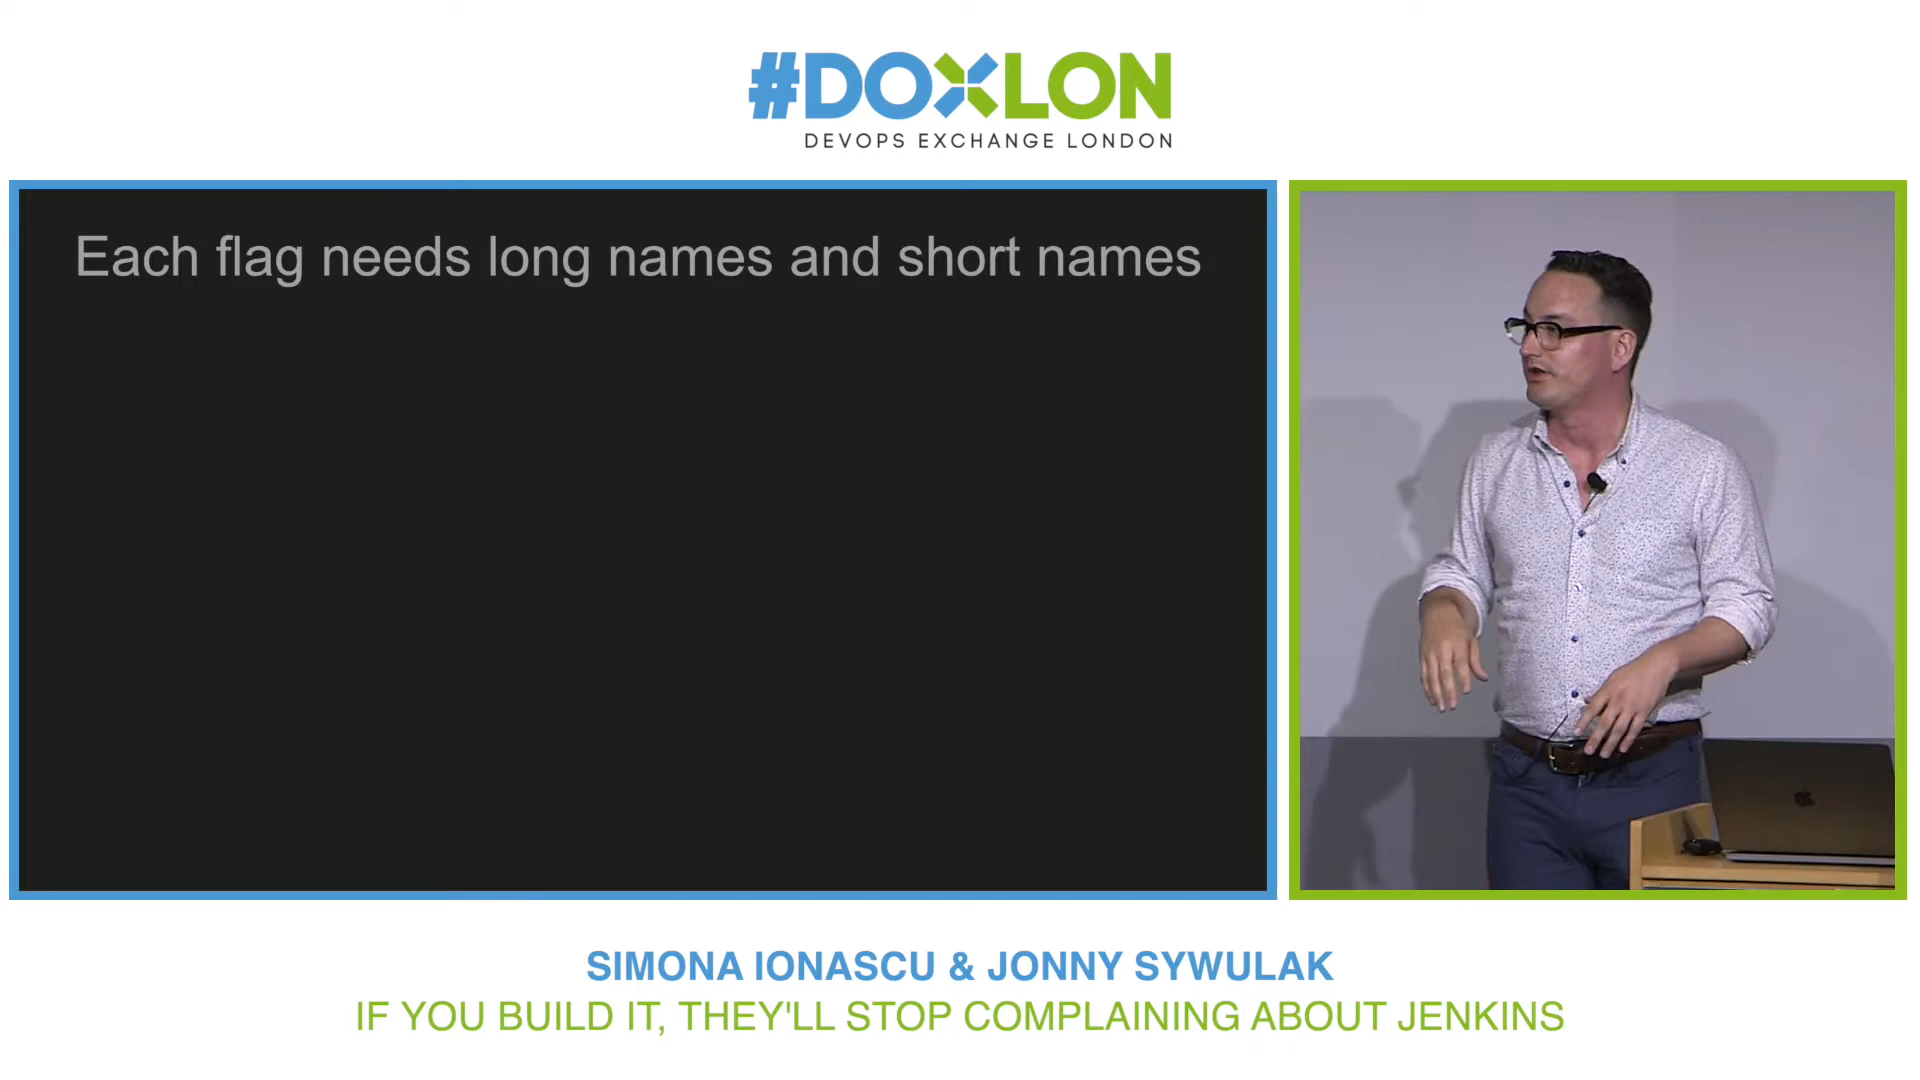 #DOXLON
DEVOPS EXCHANGE LONDON
Each flag needs long names and short names
SIMONA IONASCU & JONNY SYWULAK
IF YOU BUILD IT, THEY'LL STOP COMPLAINING ABOUT JENKINS